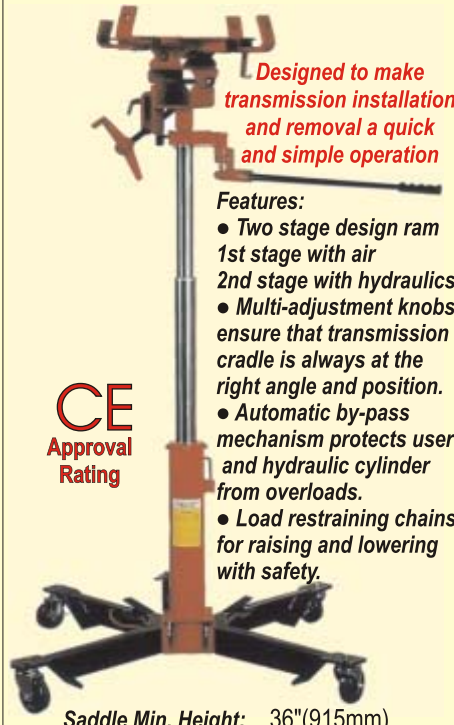 Designed to make
transmission installation
and removal a quick
and simple operation
Features:
● Two stage design ram
1st stage with air
2nd stage with hydraulics
● Multi-adjustment knobs
ensure that transmission
cradle is always at the
right angle and position.
● Automatic by-pass
mechanism protects user
and hydraulic cylinder
from overloads.
● Load restraining chains
for raising and lowering
with safety.
CE
Approval
Rating
Saddle Min. Height: 36"(915mm)